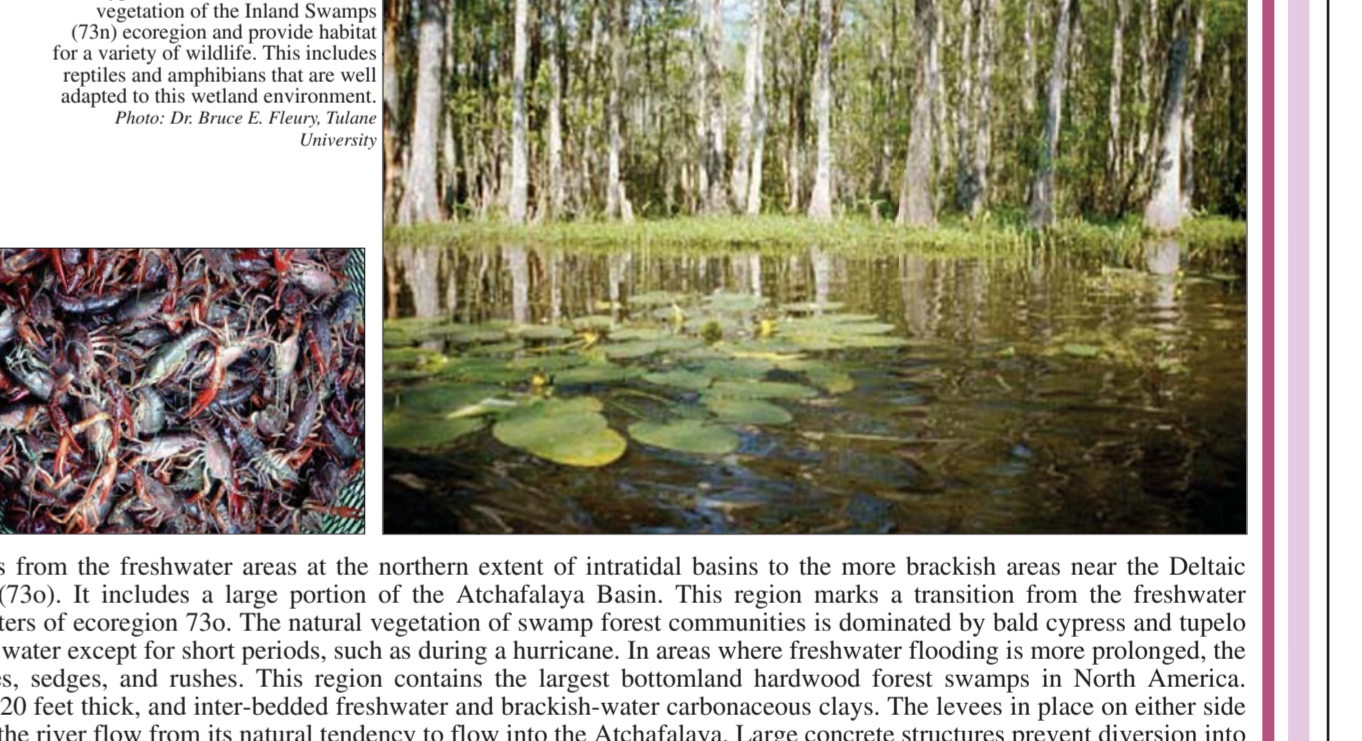 vegetation of the Inland Swamps
(73n) ecoregion and provide habitat
for a variety of wildlife. This includes
reptiles and amphibians that are well
adapted to this wetland environment.
Photo: Dr. Bruce E. Fleury, Tulane
University
s from the freshwater areas at the northern extent of intratidal basins to the more brackish areas near the Deltaic
(73o). It includes a large portion of the Atchafalaya Basin. This region marks a transition from the freshwater
ters of ecoregion 73o. The natural vegetation of swamp forest communities is dominated by bald cypress and tupelo
water except for short periods, such as during a hurricane. In areas where freshwater flooding is more prolonged, the
es, sedges, and rushes. This region contains the largest bottomland hardwood forest swamps in North America.
20 feet thick, and inter-bedded freshwater and brackish-water carbonaceous clays. The levees in place on either side
the river flow from its natural tendency to flow into the Atchafalaya. Large concrete structures prevent diversion into